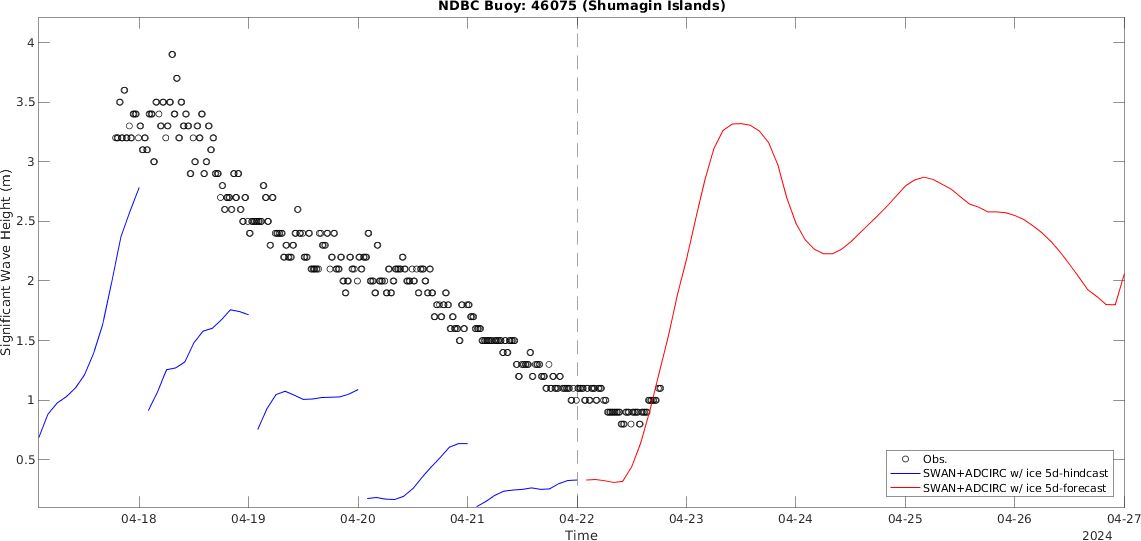 NDBC Buoy: 46075 (Shumagin Islands)
Significant Wave Height (m)
4
3.5
3
2.5
2
1.5
1
0.5
Obs.
SWAN+ADCIRC w/ ice 5d-hindcast
SWAN+ADCIRC w/ ice 5d-forecast
04-18 04-19 04-20 04-21 04-22 04-23 04-24 04-25 04-26 04-27
Time
2024